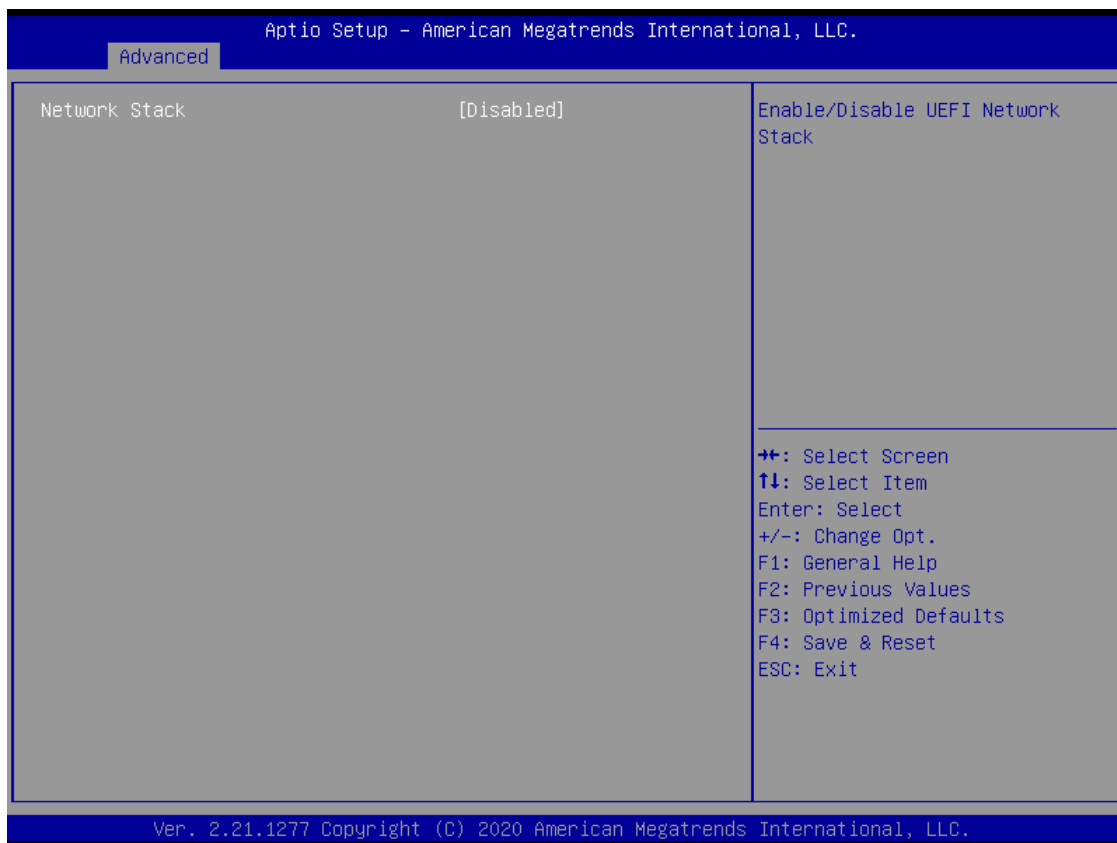 Aptio Setup – American Megatrends International, LLC.
Advanced
Network Stack [Disabled]
Enable/Disable UEFI Network
Stack
→←: Select Screen
↑↓: Select Item
Enter: Select
+/-: Change Opt.
F1: General Help
F2: Previous Values
F3: Optimized Defaults
F4: Save & Reset
ESC: Exit
Ver. 2.21.1277 Copyright (C) 2020 American Megatrends International, LLC.